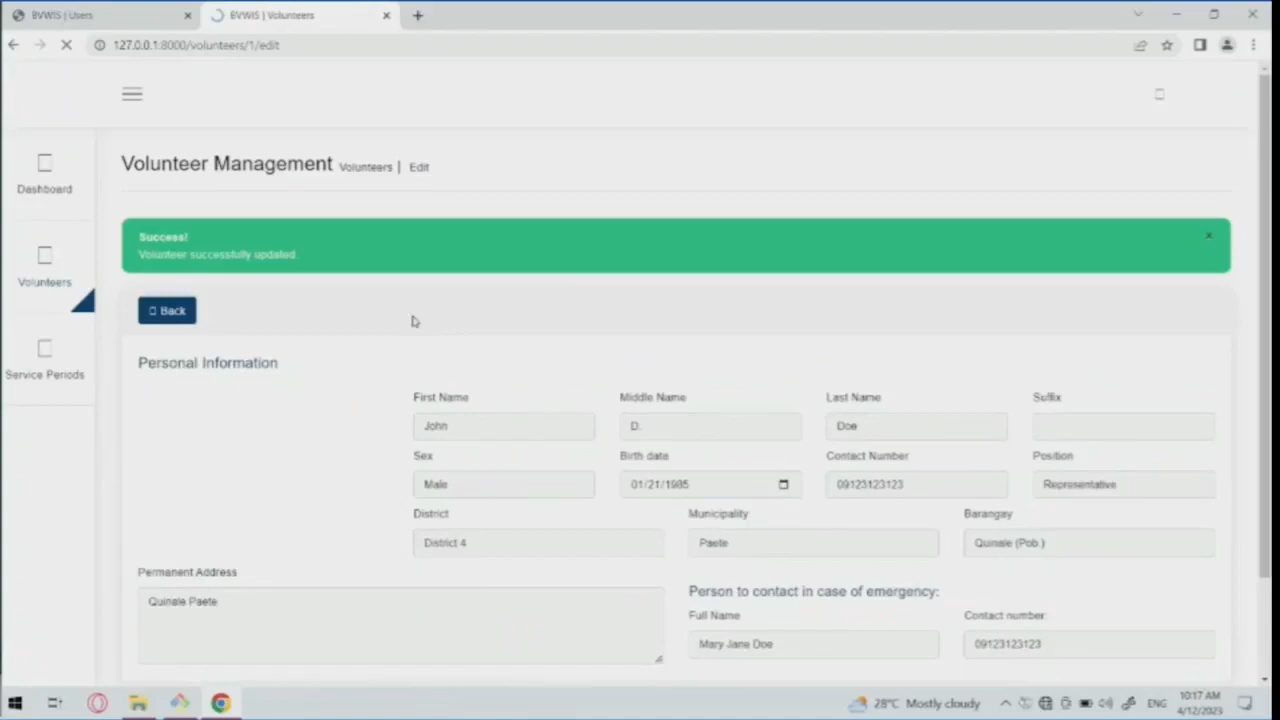 BVWIS | Users
BVWIS | Volunteers
127.0.0.1:8000/volunteers/1/edit
Volunteer Management Volunteers | Edit
Dashboard
Volunteers
Service Periods
Success!
Volunteer successfully updated.
Back
Personal Information
First Name Middle Name Last Name Suffix
John D. Doe
Sex Birth date Contact Number Position
Male 01/21/1985 09123123123 Representative
District Municipality Barangay
District 4 Paete Quinale (Pob.)
Permanent Address
Quinale Paete
Person to contact in case of emergency:
Full Name Contact number:
Mary Jane Doe 09123123123
28°C Mostly cloudy
ENG
10:17 AM
4/12/2023